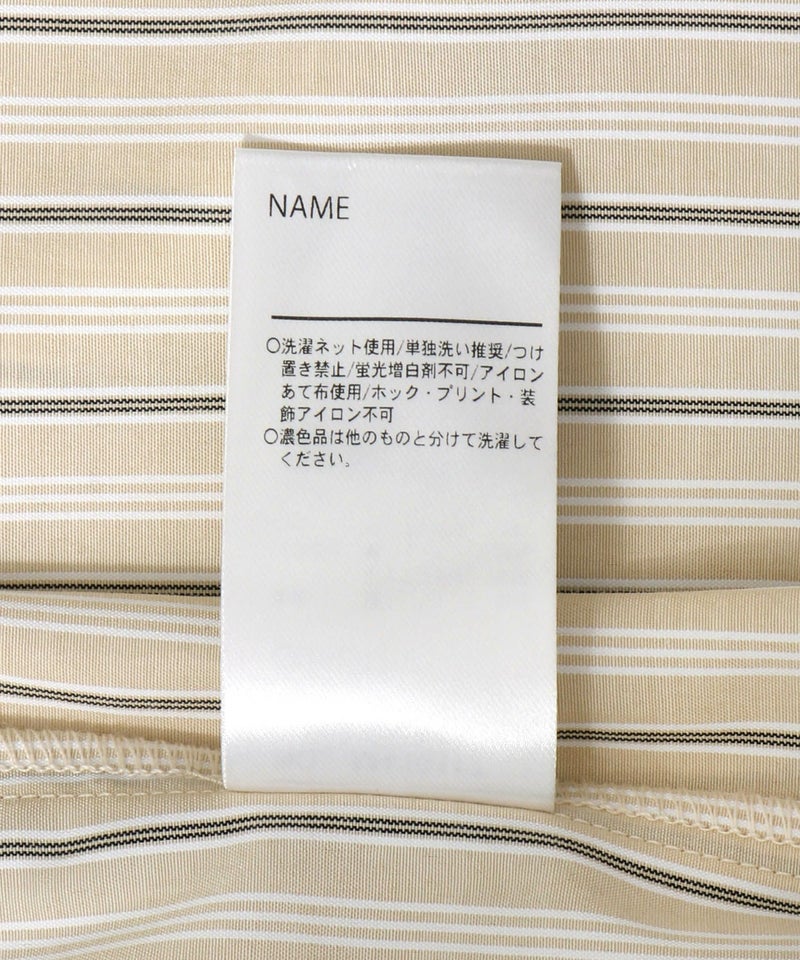 NAME
〇洗濯ネット使用/単独洗い推奨/つけ
置き禁止/蛍光増白剤不可/アイロン
あて布使用/ホック・プリント・装
飾アイロン不可
〇濃色品は他のものと分けて洗濯して
ください。